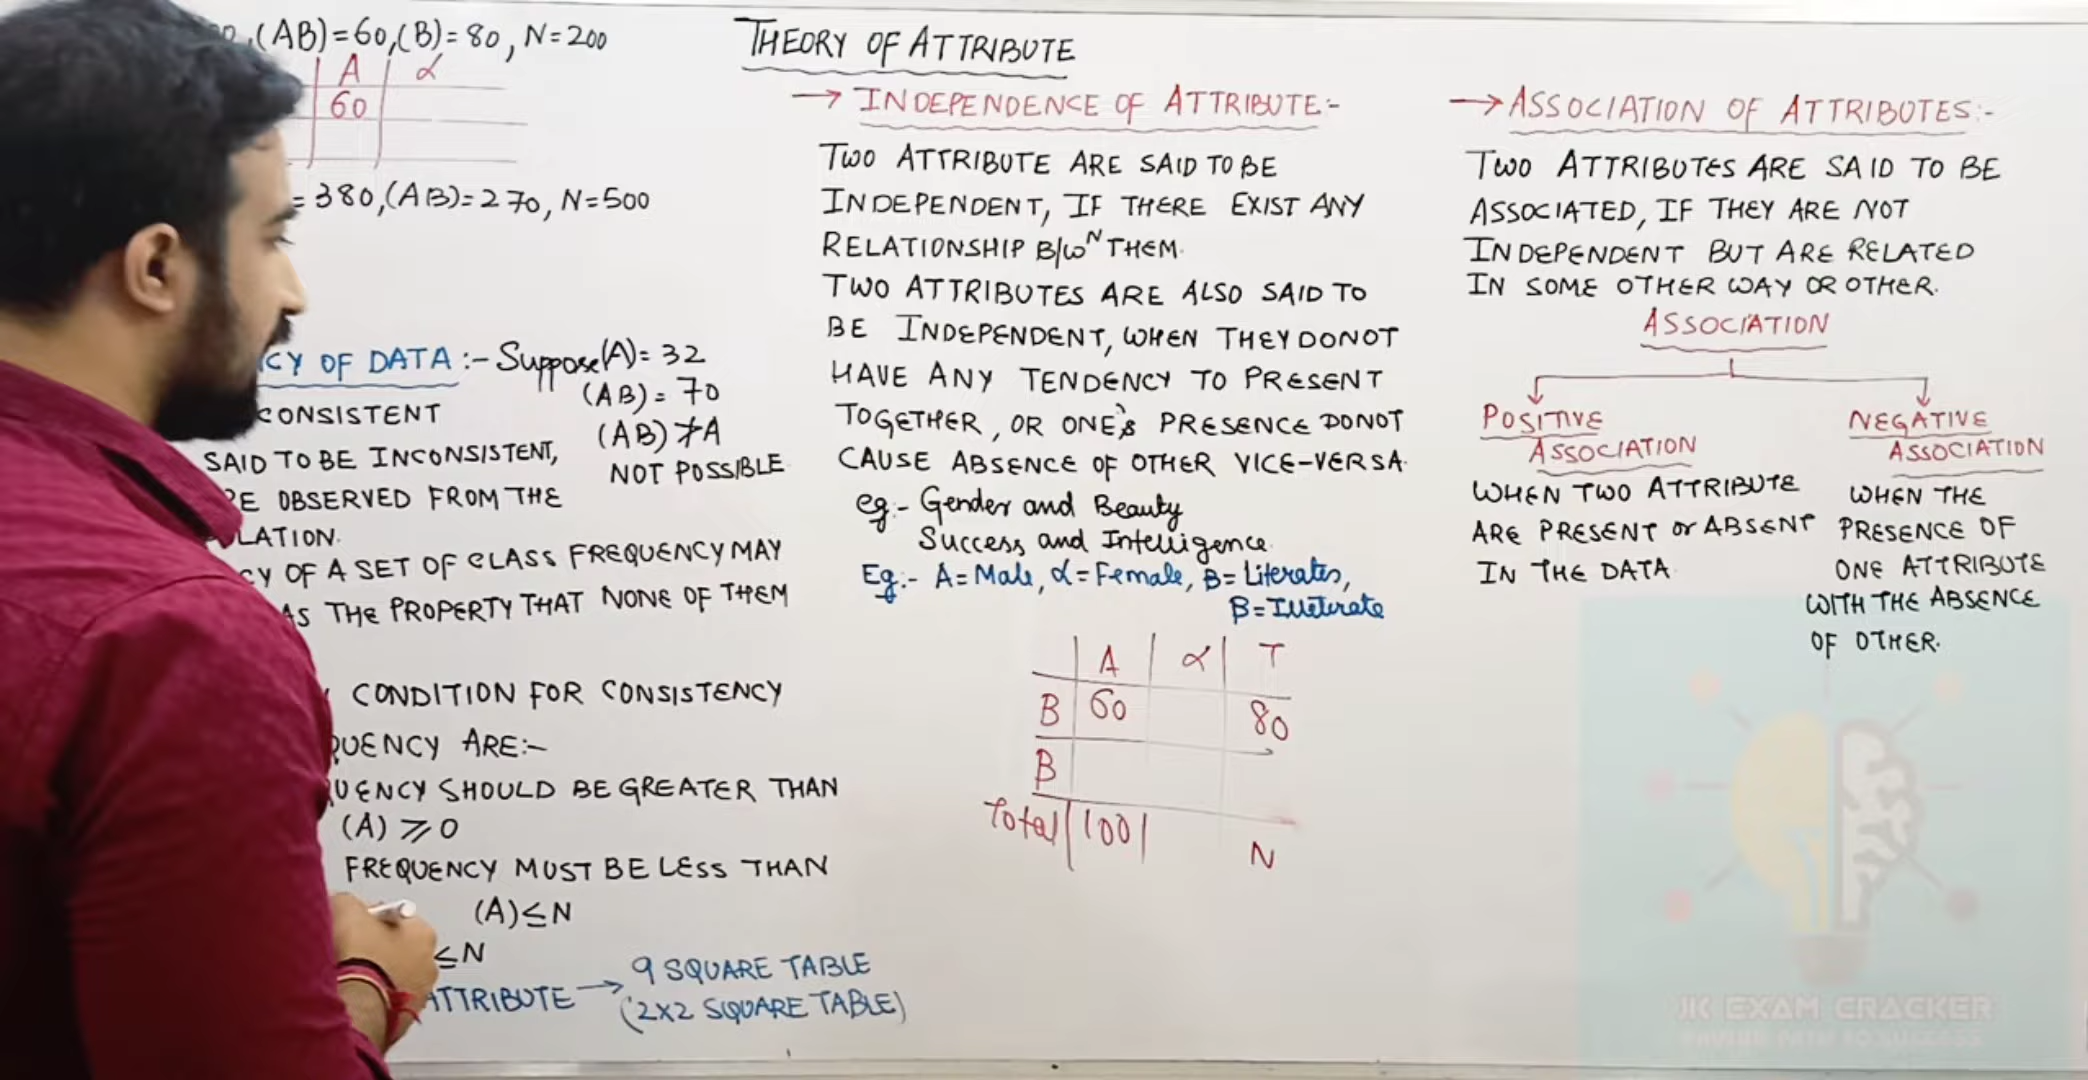 ,(AB)=60,(B)=80, N=200
A α
60
=380,(AB)=270, N=500
CY OF DATA:- Suppose(A)=32
(AB)=70
(AB)≯A
NOT POSSIBLE
CONSISTENT
SAID TO BE INCONSISTENT,
RE OBSERVED FROM THE
LATION.
CY OF A SET OF CLASS FREQUENCY MAY
AS THE PROPERTY THAT NONE OF THEM
CONDITION FOR CONSISTENCY
QUENCY ARE:-
UENCY SHOULD BE GREATER THAN
(A)≥0
FREQUENCY MUST BE LESS THAN
(A)≤N
≤N
ATTRIBUTE → 9 SQUARE TABLE
(2X2 SQUARE TABLE)
THEORY OF ATTRIBUTE
→ INDEPENDENCE OF ATTRIBUTE:-
TWO ATTRIBUTE ARE SAID TO BE
INDEPENDENT, IF THERE EXIST ANY
RELATIONSHIP B/WN THEM.
TWO ATTRIBUTES ARE ALSO SAID TO
BE INDEPENDENT, WHEN THEY DONOT
HAVE ANY TENDENCY TO PRESENT
TOGETHER, OR ONE'S PRESENCE DONOT
CAUSE ABSENCE OF OTHER VICE-VERSA.
eg:- Gender and Beauty
Success and Intelligence.
Eg:- A=Male, α=Female, B=Literates,
β=Illeterate
A α T
B 60 80
β
Total 100 N
→ ASSOCIATION OF ATTRIBUTES:-
TWO ATTRIBUTES ARE SAID TO BE
ASSOCIATED, IF THEY ARE NOT
INDEPENDENT BUT ARE RELATED
IN SOME OTHER WAY OR OTHER.
ASSOCIATION
POSITIVE
ASSOCIATION
WHEN TWO ATTRIBUTE
ARE PRESENT or ABSENT
IN THE DATA
NEGATIVE
ASSOCIATION
WHEN THE
PRESENCE OF
ONE ATTRIBUTE
WITH THE ABSENCE
OF OTHER.
JK EXAM CRACKER